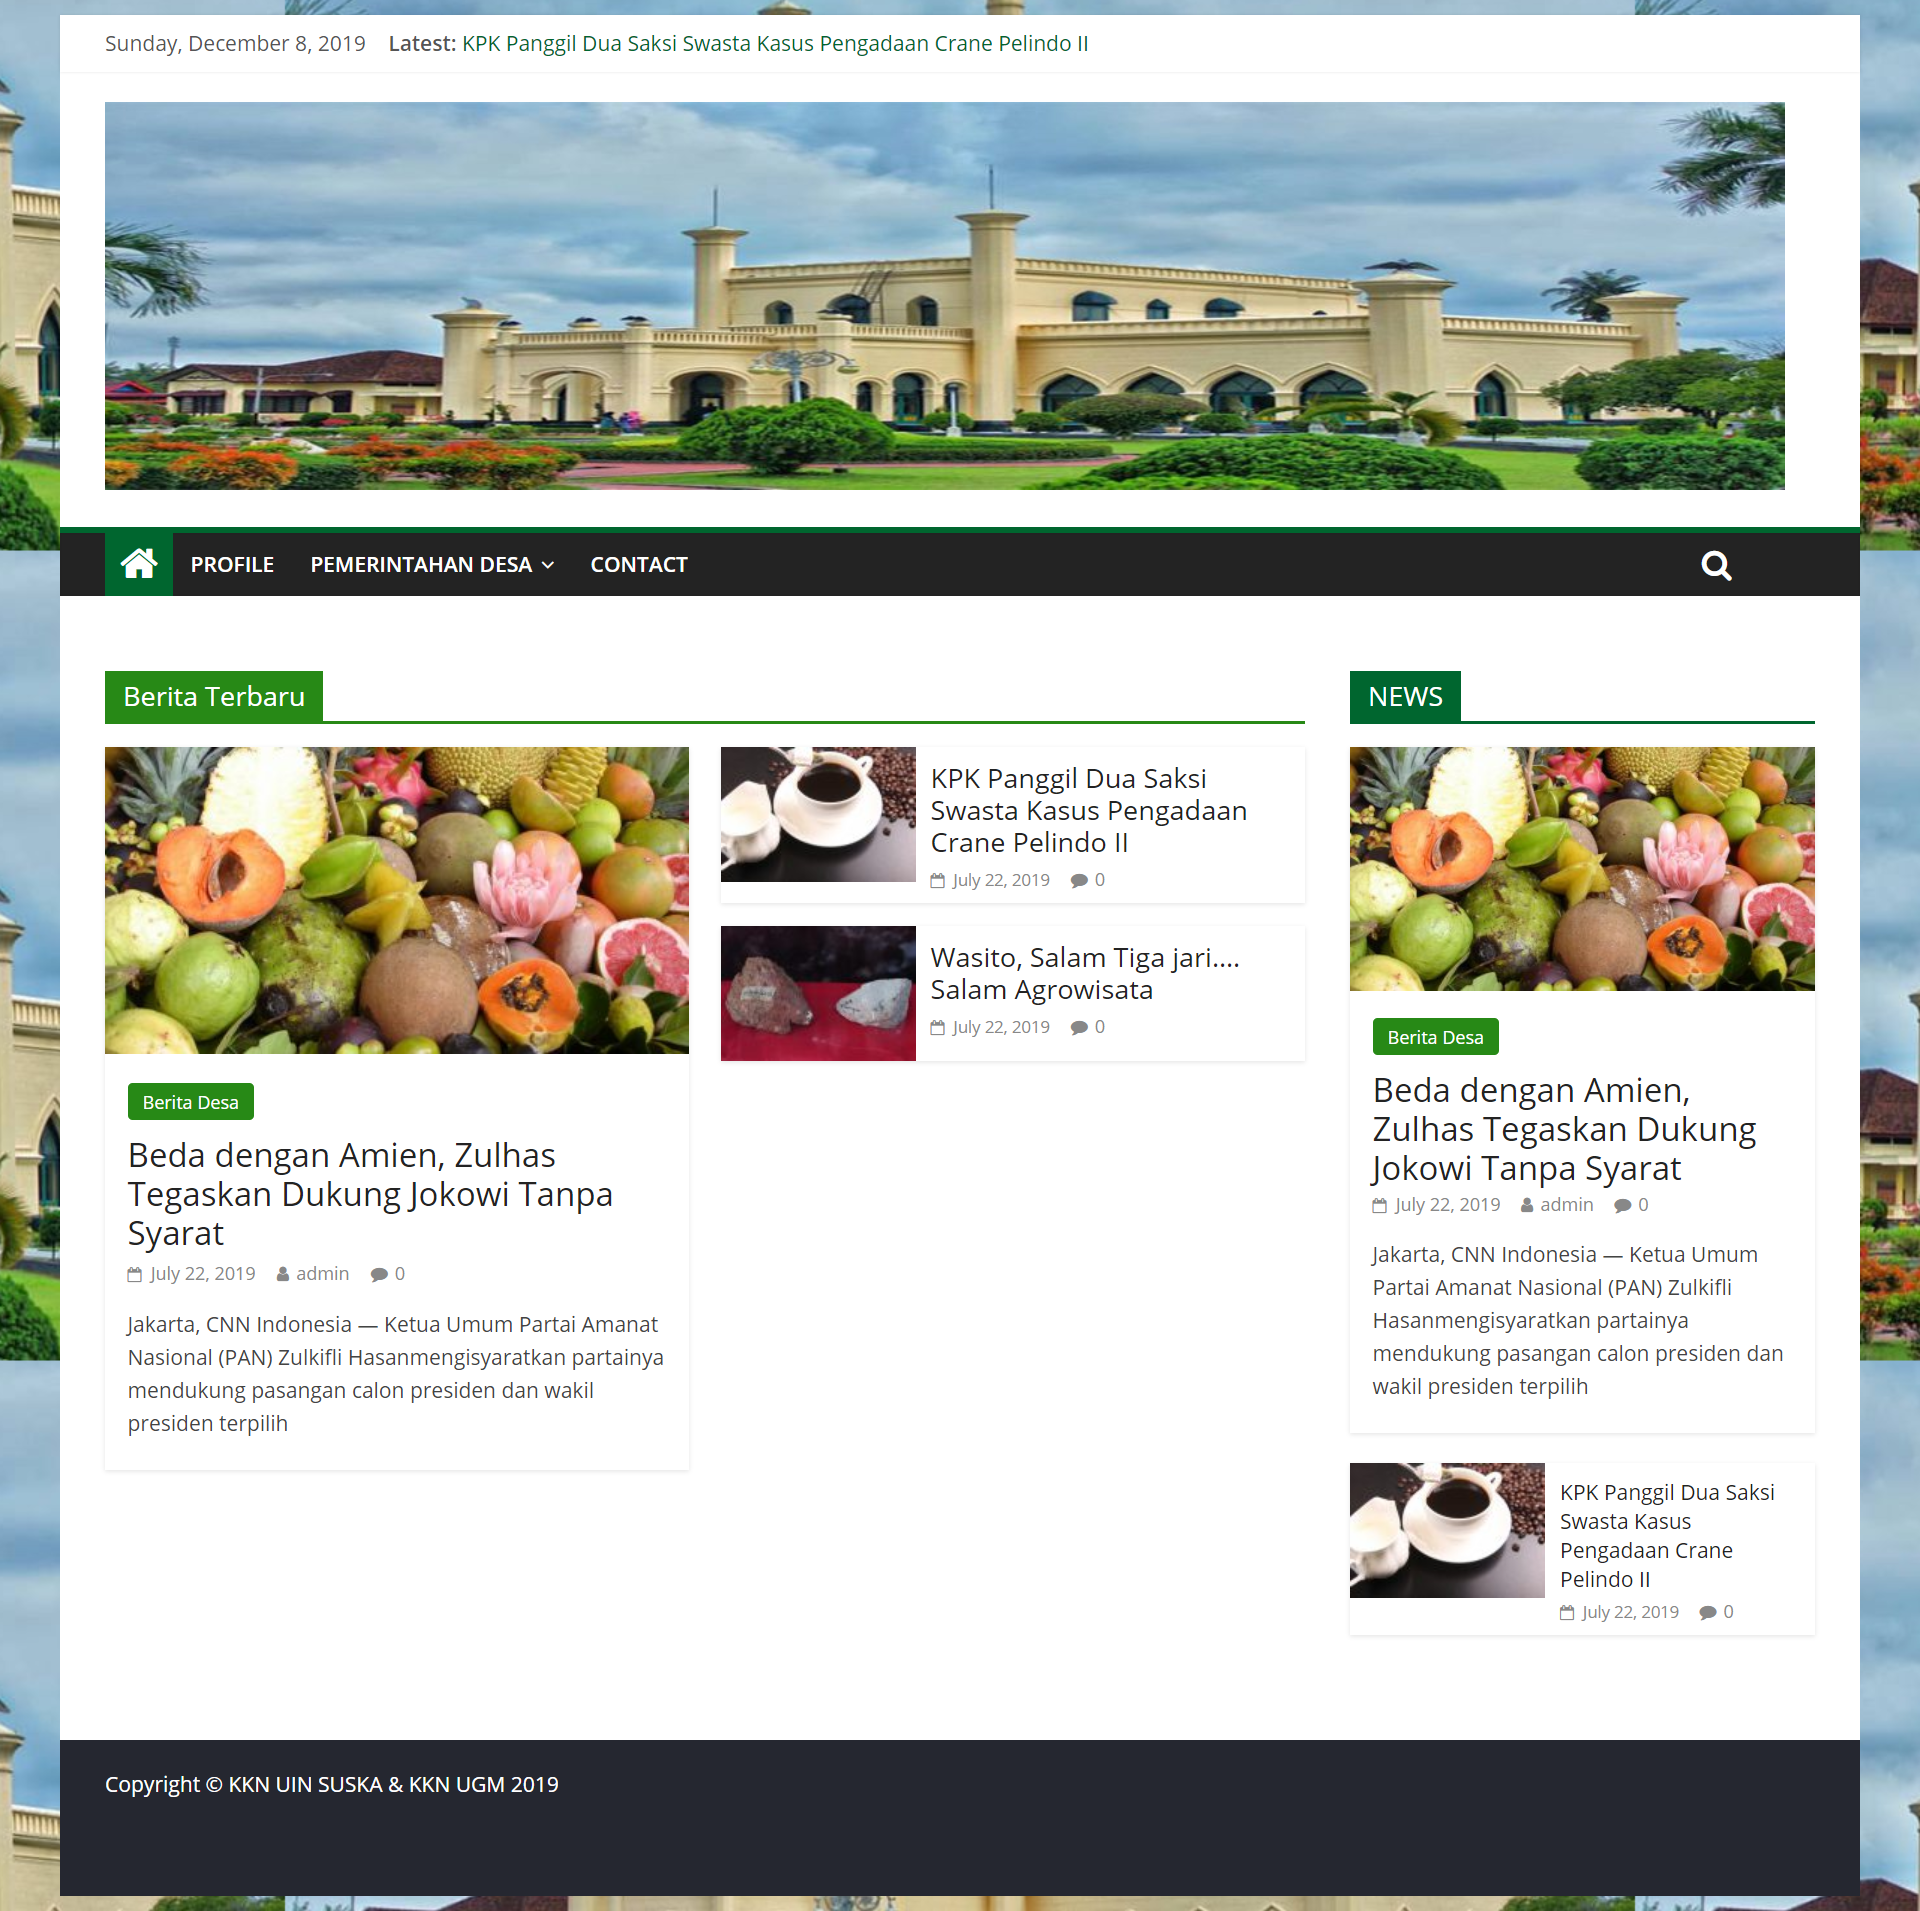 Sunday, December 8, 2019 Latest: KPK Panggil Dua Saksi Swasta Kasus Pengadaan Crane Pelindo II
PROFILE PEMERINTAHAN DESA CONTACT
Berita Terbaru
Berita Desa
Beda dengan Amien, Zulhas
Tegaskan Dukung Jokowi Tanpa
Syarat
July 22, 2019 admin 0
Jakarta, CNN Indonesia — Ketua Umum Partai Amanat
Nasional (PAN) Zulkifli Hasanmengisyaratkan partainya
mendukung pasangan calon presiden dan wakil
presiden terpilih
KPK Panggil Dua Saksi
Swasta Kasus Pengadaan
Crane Pelindo II
July 22, 2019 0
Wasito, Salam Tiga jari….
Salam Agrowisata
July 22, 2019 0
NEWS
Berita Desa
Beda dengan Amien,
Zulhas Tegaskan Dukung
Jokowi Tanpa Syarat
July 22, 2019 admin 0
Jakarta, CNN Indonesia — Ketua Umum
Partai Amanat Nasional (PAN) Zulkifli
Hasanmengisyaratkan partainya
mendukung pasangan calon presiden dan
wakil presiden terpilih
KPK Panggil Dua Saksi
Swasta Kasus
Pengadaan Crane
Pelindo II
July 22, 2019 0
Copyright © KKN UIN SUSKA & KKN UGM 2019